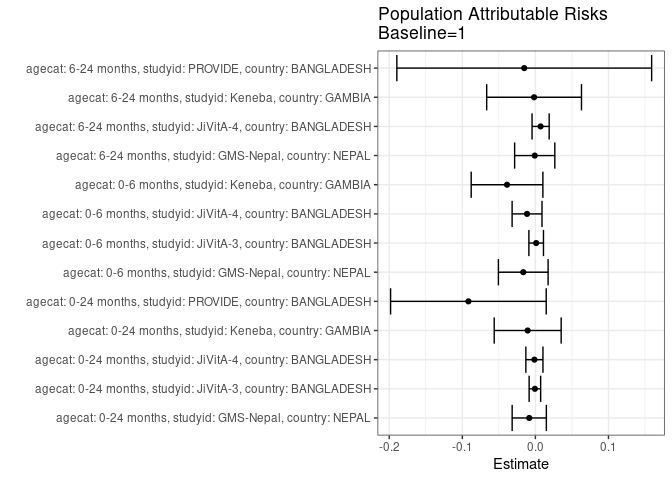 Population Attributable Risks
Baseline=1
agecat: 6-24 months, studyid: PROVIDE, country: BANGLADESH
agecat: 6-24 months, studyid: Keneba, country: GAMBIA
agecat: 6-24 months, studyid: JiVitA-4, country: BANGLADESH
agecat: 6-24 months, studyid: GMS-Nepal, country: NEPAL
agecat: 0-6 months, studyid: Keneba, country: GAMBIA
agecat: 0-6 months, studyid: JiVitA-4, country: BANGLADESH
agecat: 0-6 months, studyid: JiVitA-3, country: BANGLADESH
agecat: 0-6 months, studyid: GMS-Nepal, country: NEPAL
agecat: 0-24 months, studyid: PROVIDE, country: BANGLADESH
agecat: 0-24 months, studyid: Keneba, country: GAMBIA
agecat: 0-24 months, studyid: JiVitA-4, country: BANGLADESH
agecat: 0-24 months, studyid: JiVitA-3, country: BANGLADESH
agecat: 0-24 months, studyid: GMS-Nepal, country: NEPAL
-0.2 -0.1 0.0 0.1
Estimate